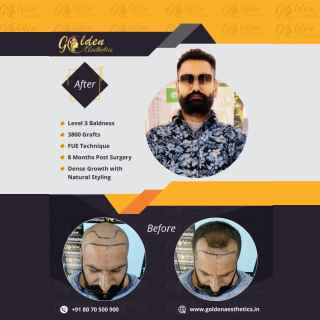 Golden
Aesthetics
After
Level 3 Baldness
3800 Grafts
FUE Technique
8 Months Post Surgery
Dense Growth with
Natural Styling
Before
+91 80 70 500 900
www.goldenaesthetics.in